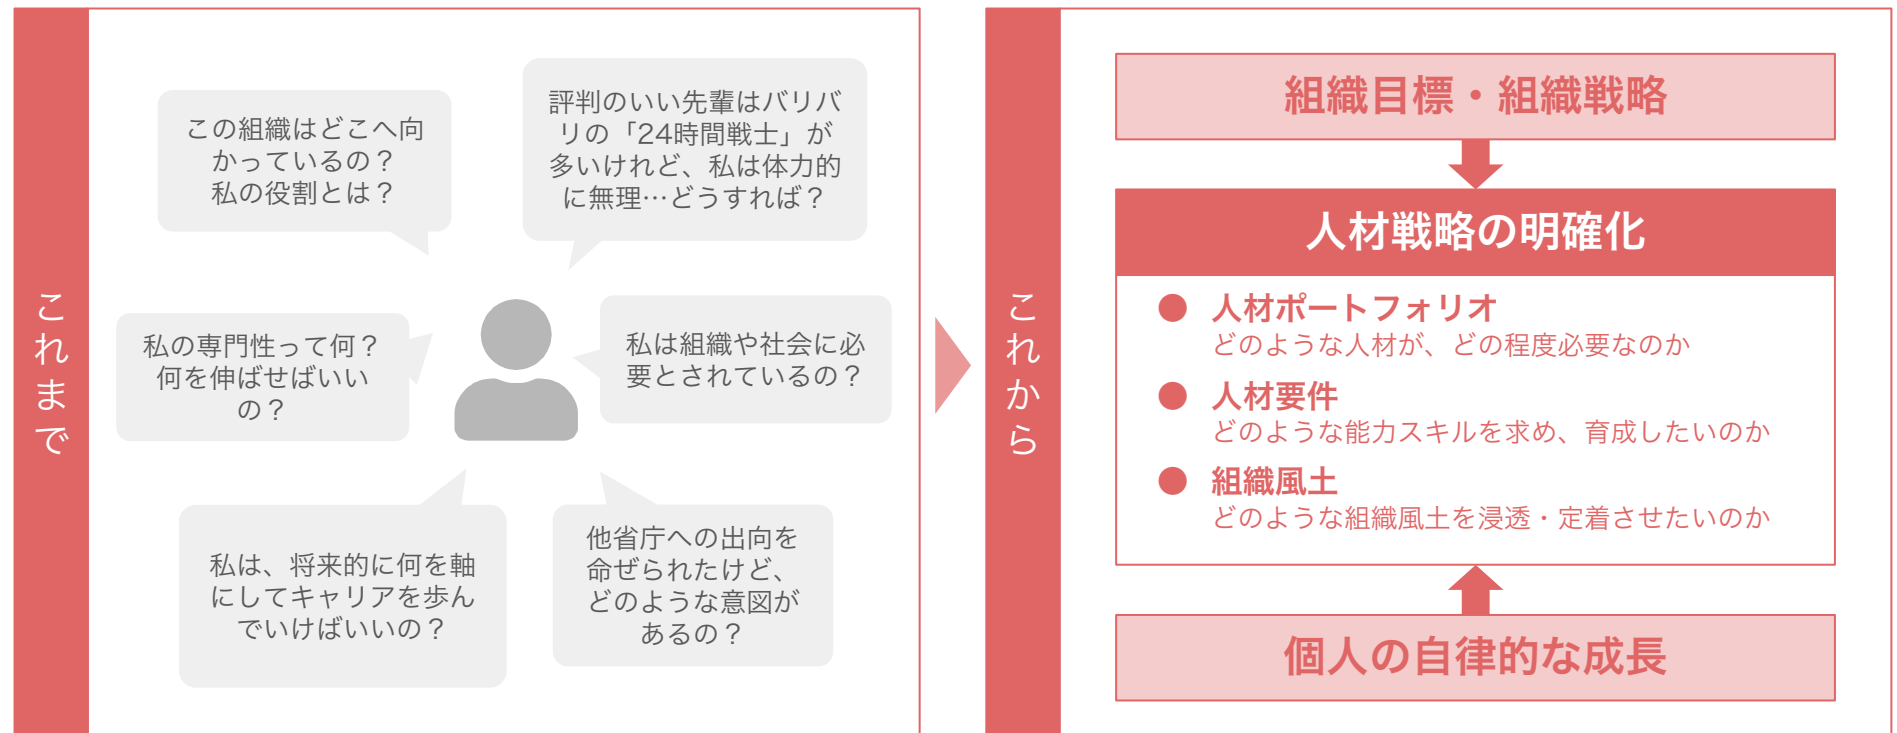 これまで
この組織はどこへ向
かっているの？
私の役割とは？
評判のいい先輩はバリバ
リの「24時間戦士」が
多いけれど、私は体力的
に無理…どうすれば？
私の専門性って何？
何を伸ばせばいい
の？
私は組織や社会に必
要とされているの？
私は、将来的に何を軸
にしてキャリアを歩ん
でいけばいいの？
他省庁への出向を
命ぜられたけど、
どのような意図が
あるの？
これから
組織目標・組織戦略
人材戦略の明確化
● 人材ポートフォリオ
どのような人材が、どの程度必要なのか
● 人材要件
どのような能力スキルを求め、育成したいのか
● 組織風土
どのような組織風土を浸透・定着させたいのか
個人の自律的な成長